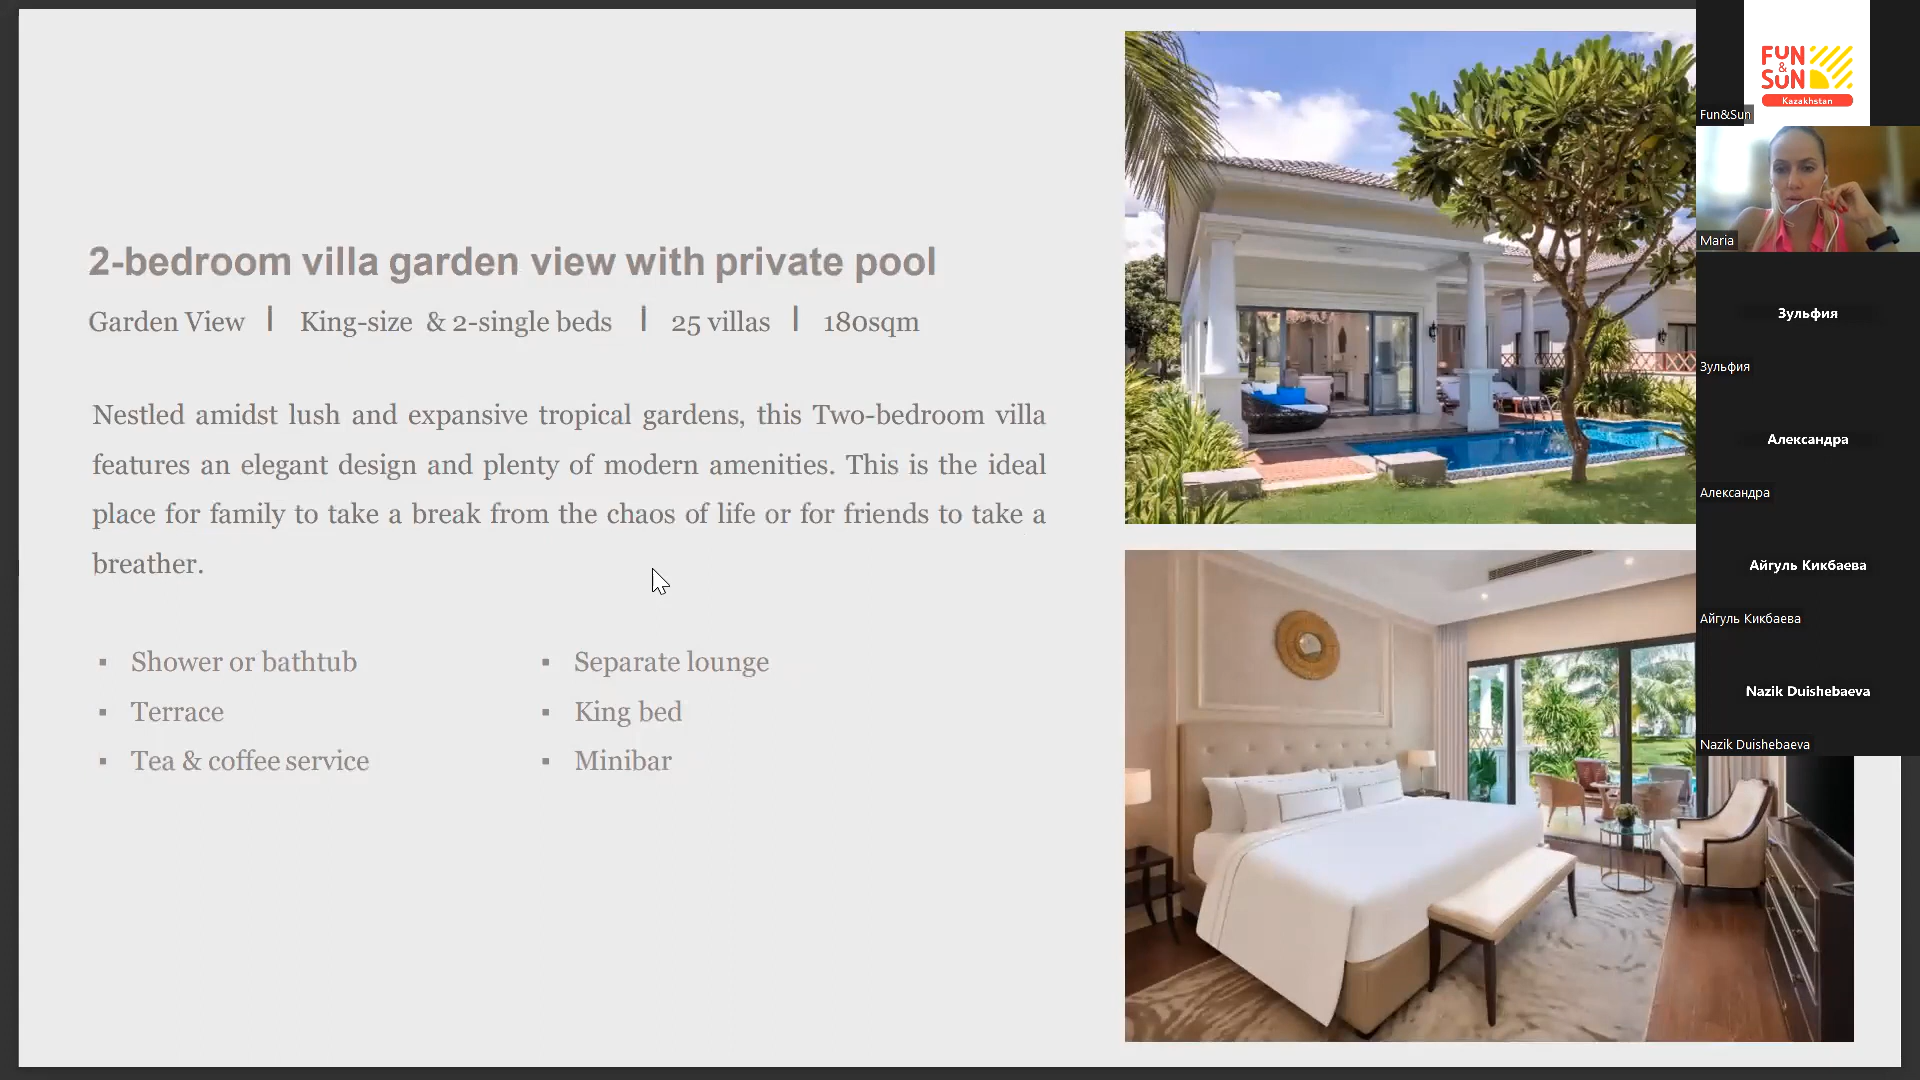 2-bedroom villa garden view with private pool
Garden View | King-size & 2-single beds | 25 villas | 180sqm
Nestled amidst lush and expansive tropical gardens, this Two-bedroom villa
features an elegant design and plenty of modern amenities. This is the ideal
place for family to take a break from the chaos of life or for friends to take a
breather.
▪ Shower or bathtub
▪ Terrace
▪ Tea & coffee service
▪ Separate lounge
▪ King bed
▪ Minibar
FUN
&
SUN
Kazakhstan
Fun&Sun
Maria
Зульфия
Зульфия
Александра
Александра
Айгуль Кикбаева
Айгуль Кикбаева
Nazik Duishebaeva
Nazik Duishebaeva